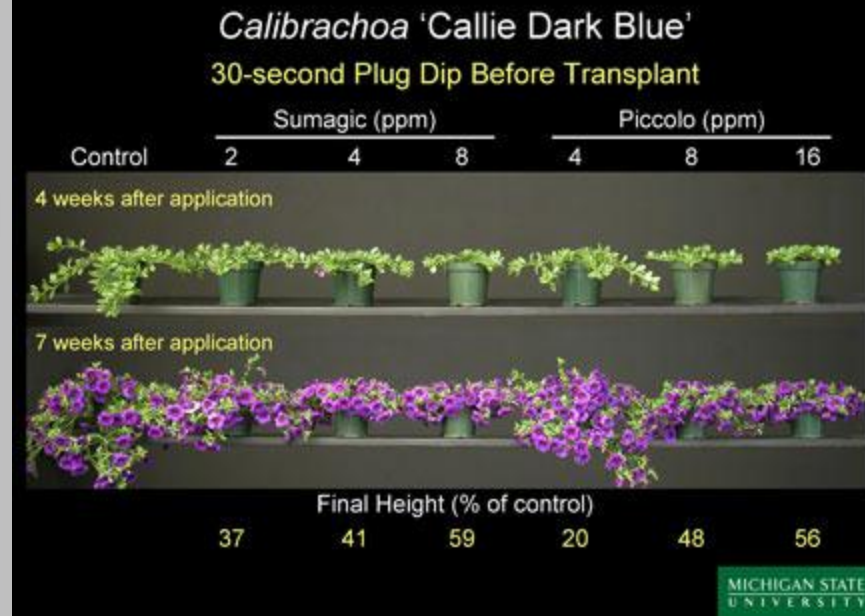 Calibrachoa ‘Callie Dark Blue’
30-second Plug Dip Before Transplant
Sumagic (ppm) Piccolo (ppm)
Control 2 4 8 4 8 16
4 weeks after application
7 weeks after application
Final Height (% of control)
37 41 59 20 48 56
MICHIGAN STATE
UNIVERSITY